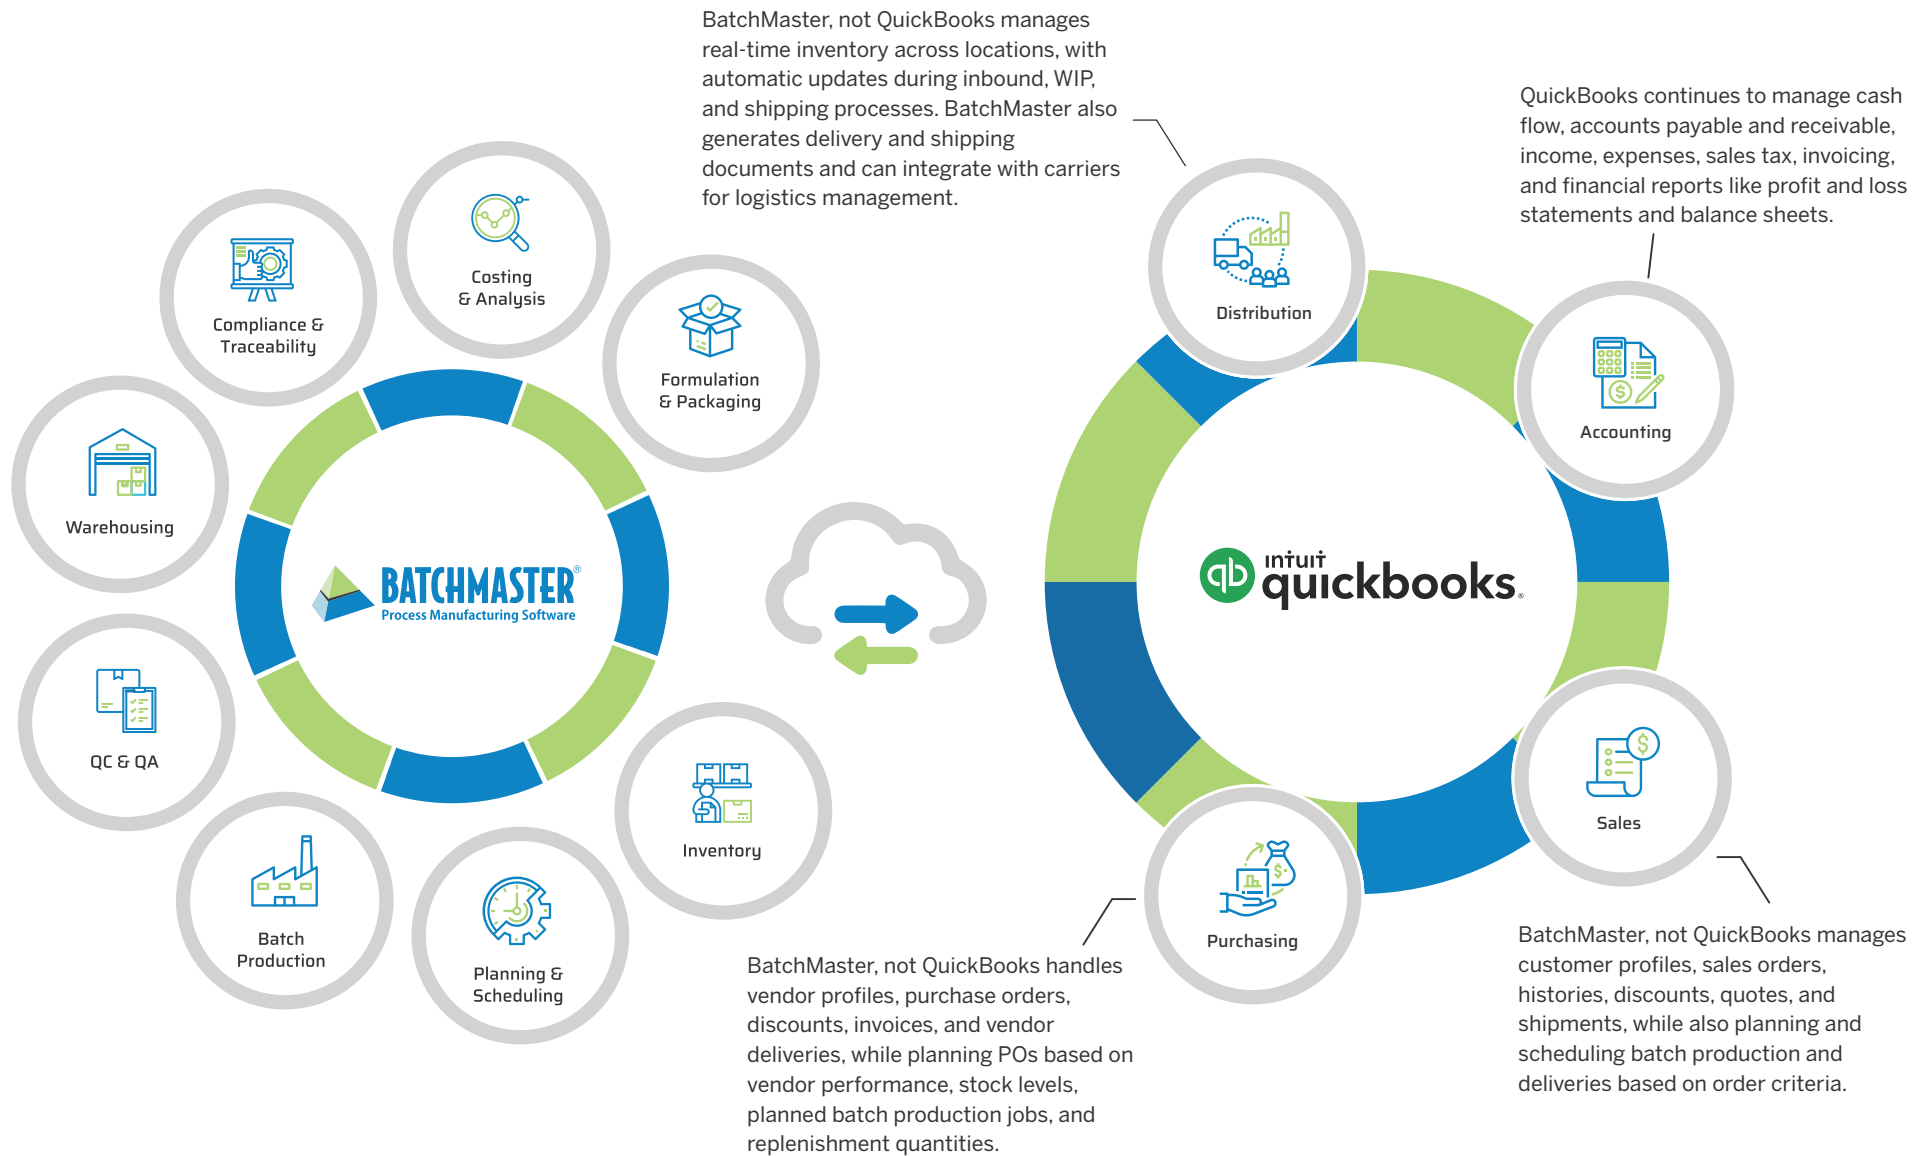 BatchMaster, not QuickBooks manages
real-time inventory across locations, with
automatic updates during inbound, WIP,
and shipping processes. BatchMaster also
generates delivery and shipping
documents and can integrate with carriers
for logistics management.
QuickBooks continues to manage cash
flow, accounts payable and receivable,
income, expenses, sales tax, invoicing,
and financial reports like profit and loss
statements and balance sheets.
Costing
& Analysis
Compliance &
Traceability
Formulation
& Packaging
Warehousing
QC & QA
Batch
Production
Planning &
Scheduling
Inventory
BATCHMASTER®
Process Manufacturing Software
Distribution
Accounting
qb
intuit
quickbooks®
Sales
Purchasing
$
$
$
BatchMaster, not QuickBooks handles
vendor profiles, purchase orders,
discounts, invoices, and vendor
deliveries, while planning POs based on
vendor performance, stock levels,
planned batch production jobs, and
replenishment quantities.
BatchMaster, not QuickBooks manages
customer profiles, sales orders,
histories, discounts, quotes, and
shipments, while also planning and
scheduling batch production and
deliveries based on order criteria.